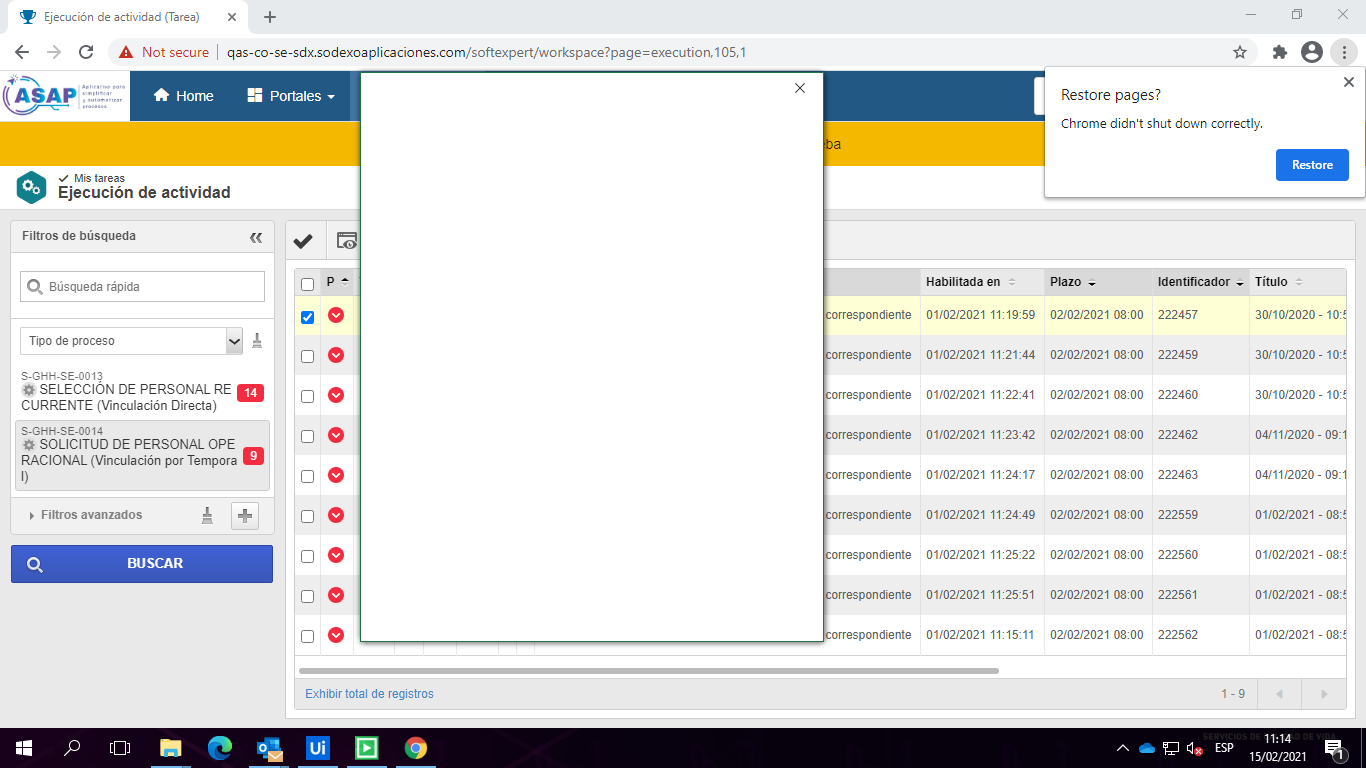 Ejecución de actividad (Tarea)
Not secure
qas-co-se-sdx.sodexoaplicaciones.com/softexpert/workspace?page=execution,105,1
ASAP
Aplicativo para
simplificar
y automatizar
procesos
Home
Portales
Restore pages?
Chrome didn't shut down correctly.
Restore
eba
Mis tareas
Ejecución de actividad
Filtros de búsqueda
Búsqueda rápida
Tipo de proceso
S-GHH-SE-0013
SELECCIÓN DE PERSONAL RE
CURRENTE (Vinculación Directa)
14
S-GHH-SE-0014
SOLICITUD DE PERSONAL OPE
RACIONAL (Vinculación por Tempora
l)
9
Filtros avanzados
BUSCAR
P Habilitada en Plazo Identificador Título
correspondiente 01/02/2021 11:19:59 02/02/2021 08:00 222457 30/10/2020 - 10:5
correspondiente 01/02/2021 11:21:44 02/02/2021 08:00 222459 30/10/2020 - 10:5
correspondiente 01/02/2021 11:22:41 02/02/2021 08:00 222460 30/10/2020 - 10:5
correspondiente 01/02/2021 11:23:42 02/02/2021 08:00 222462 04/11/2020 - 09:1
correspondiente 01/02/2021 11:24:17 02/02/2021 08:00 222463 04/11/2020 - 09:1
correspondiente 01/02/2021 11:24:49 02/02/2021 08:00 222559 01/02/2021 - 08:5
correspondiente 01/02/2021 11:25:22 02/02/2021 08:00 222560 01/02/2021 - 08:5
correspondiente 01/02/2021 11:25:51 02/02/2021 08:00 222561 01/02/2021 - 08:5
correspondiente 01/02/2021 11:15:11 02/02/2021 08:00 222562 01/02/2021 - 08:5
Exhibir total de registros
1 - 9
Ui
ESP
11:14
15/02/2021
1